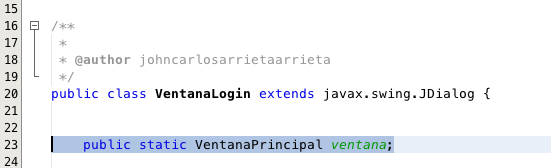 15
16 /**
17 *
18 * @author johncarlosarrietaarrieta
19 */
20 public class VentanaLogin extends javax.swing.JDialog {
21
22
23 public static VentanaPrincipal ventana;
24